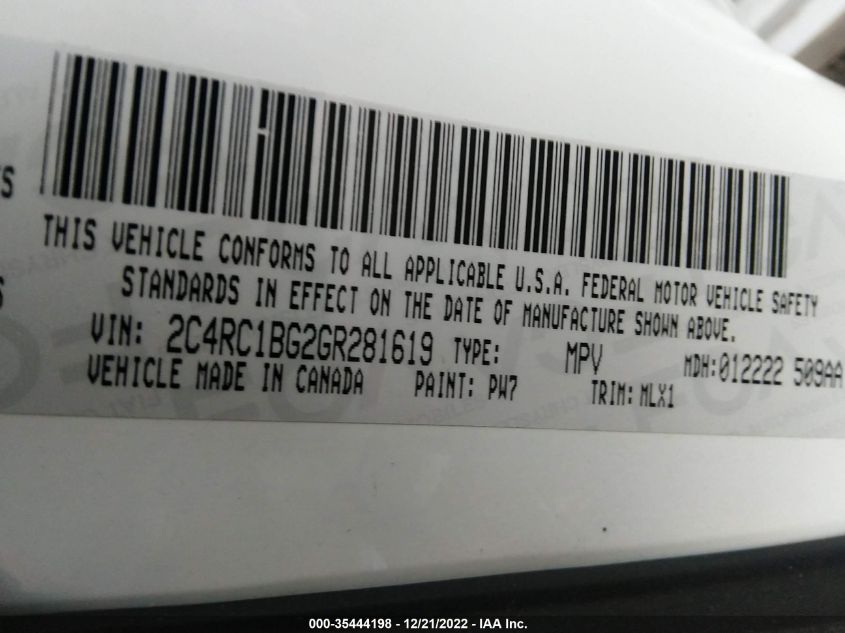 S
THIS VEHICLE CONFORMS TO ALL APPLICABLE U.S.A. FEDERAL MOTOR VEHICLE SAFETY
S
STANDARDS IN EFFECT ON THE DATE OF MANUFACTURE SHOWN ABOVE.
VIN: 2C4RC1BG2GR281619 TYPE: MPV MDH:012222 509AA
VEHICLE MADE IN CANADA PAINT: PW7 TRIM: MLX1
000-35444198 - 12/21/2022 - IAA Inc.